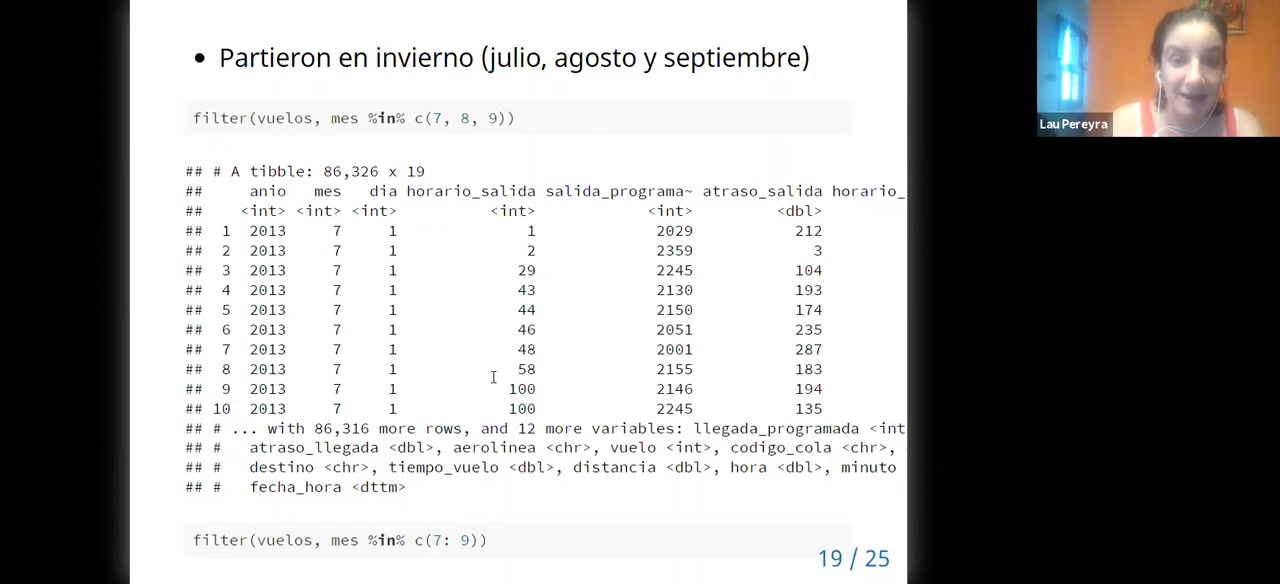 • Partieron en invierno (julio, agosto y septiembre)
filter(vuelos, mes %in% c(7, 8, 9))
## # A tibble: 86,326 x 19
##     anio   mes   dia horario_salida salida_programa~ atraso_salida horario_
##    <int> <int> <int>          <int>            <int>         <dbl>
##  1  2013     7     1              1             2029           212
##  2  2013     7     1              2             2359             3
##  3  2013     7     1             29             2245           104
##  4  2013     7     1             43             2130           193
##  5  2013     7     1             44             2150           174
##  6  2013     7     1             46             2051           235
##  7  2013     7     1             48             2001           287
##  8  2013     7     1             58             2155           183
##  9  2013     7     1            100             2146           194
## 10  2013     7     1            100             2245           135
## # ... with 86,316 more rows, and 12 more variables: llegada_programada <int
## #   atraso_llegada <dbl>, aerolinea <chr>, vuelo <int>, codigo_cola <chr>,
## #   destino <chr>, tiempo_vuelo <dbl>, distancia <dbl>, hora <dbl>, minuto
## #   fecha_hora <dttm>
filter(vuelos, mes %in% c(7: 9))
19 / 25
Lau Pereyra